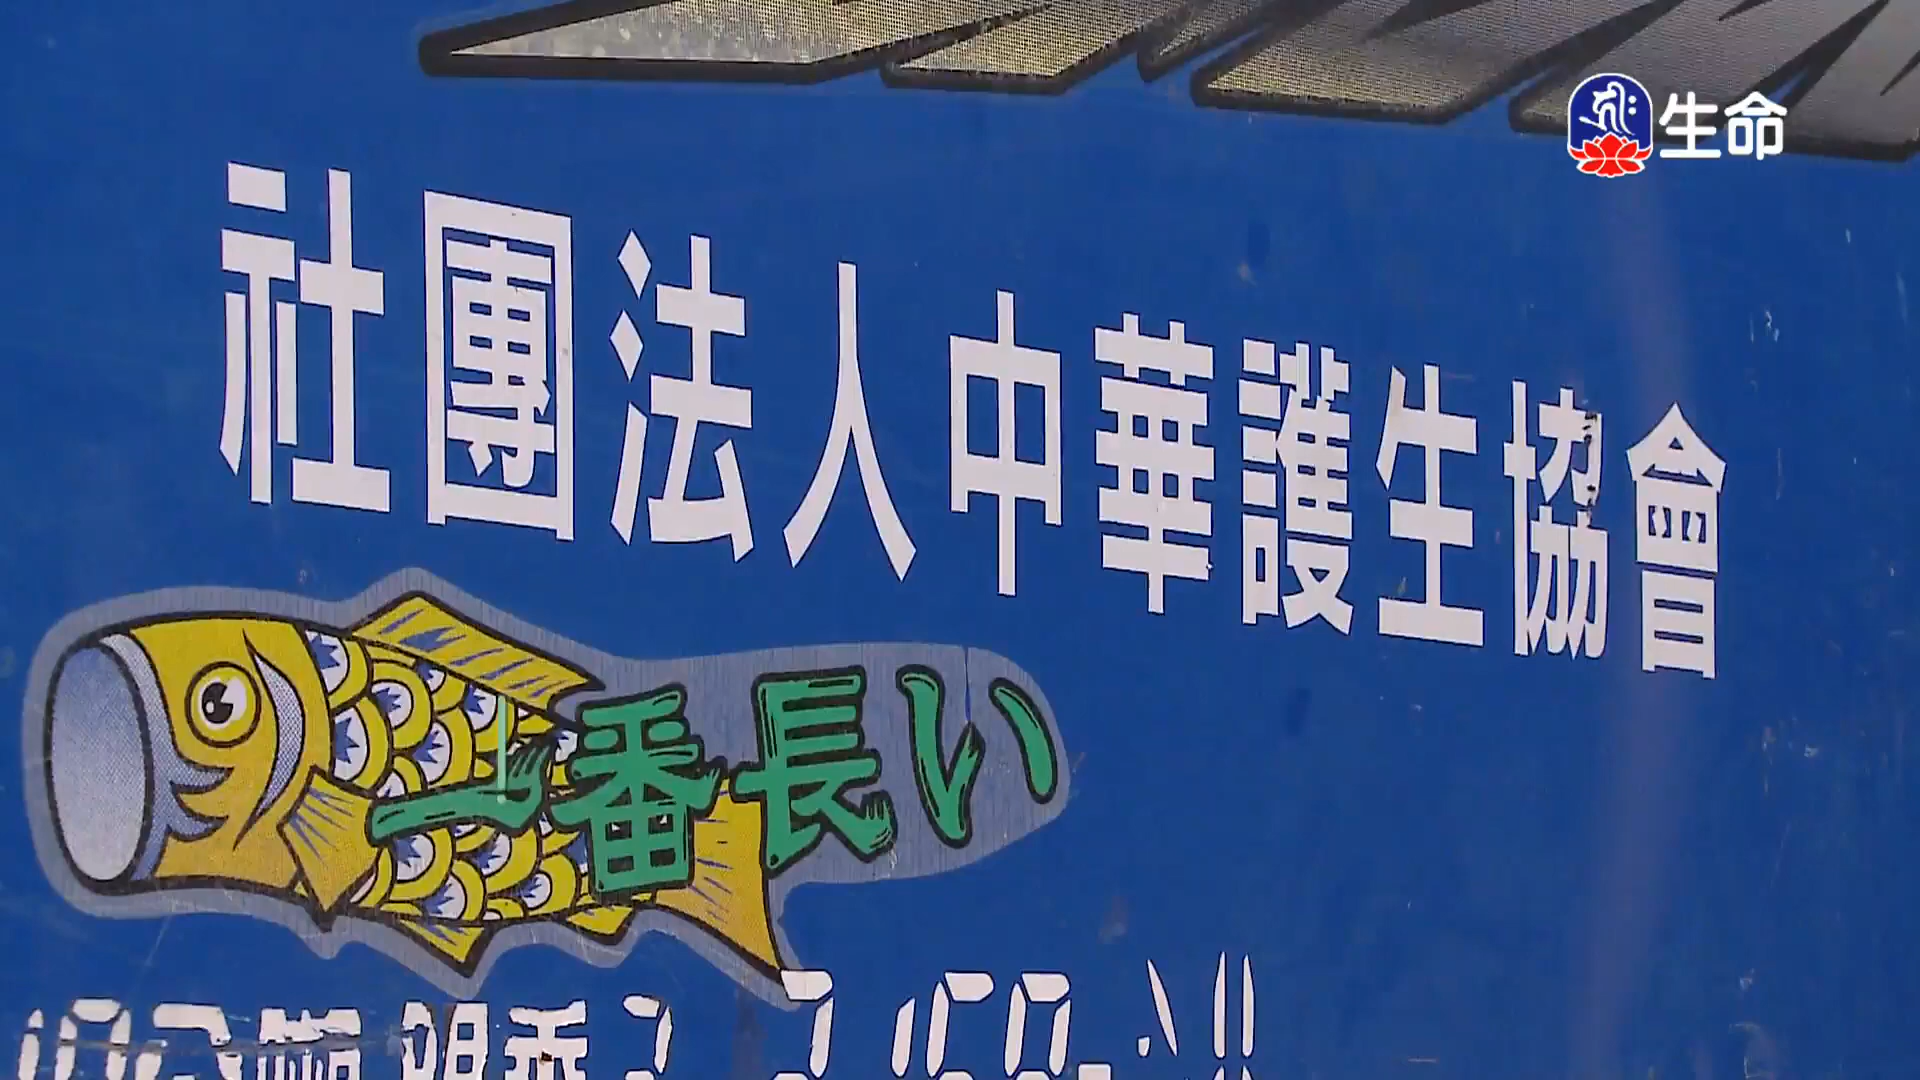 生命
社團法人中華護生協會
一番長い